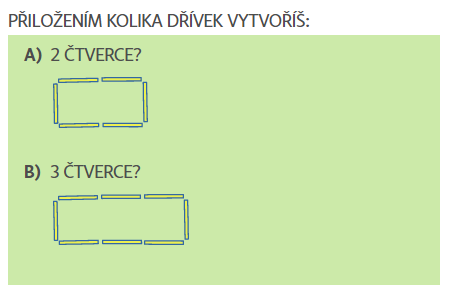 PŘILOŽENÍM KOLIKA DŘÍVEK VYTVOŘÍŠ:
A) 2 ČTVERCE?
B) 3 ČTVERCE?